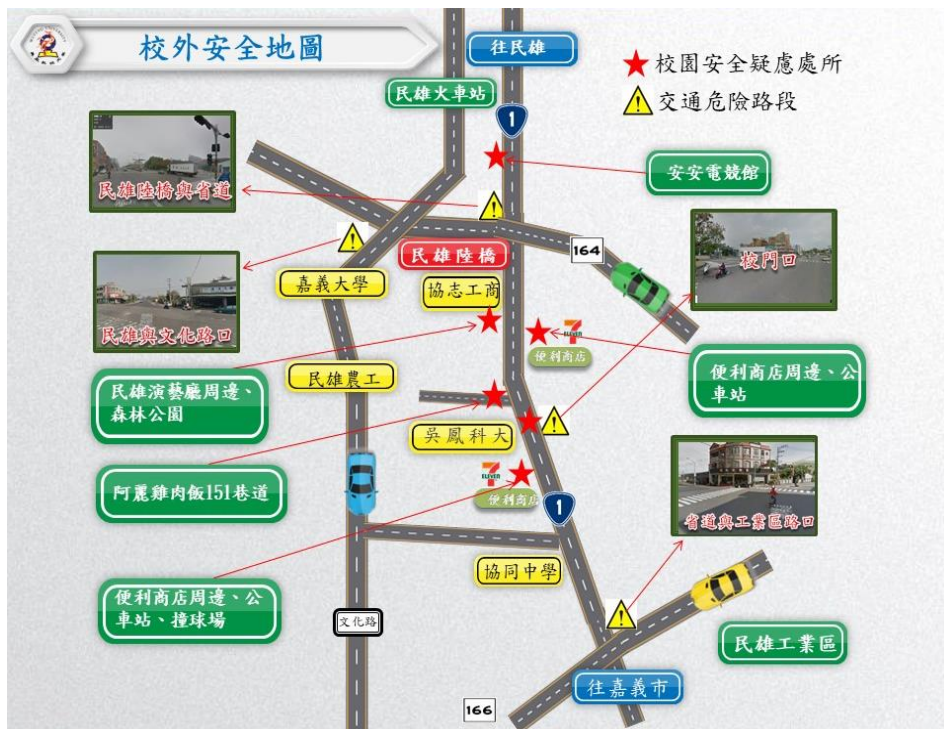 校外安全地圖
往民雄
校園安全疑慮處所
交通危險路段
民雄火車站
1
安安電競館
民雄陸橋與省道
164
校門口
民雄陸橋
嘉義大學
協志工商
民雄與文化路口
7
ELEVEN
便利商店
便利商店周邊、公
車站
民雄農工
民雄演藝廳周邊、
森林公園
吳鳳科大
阿麗雞肉飯151巷道
7
ELEVEN
便利商店
1
省道與工業區路口
協同中學
便利商店周邊、公
車站、撞球場
文化路
民雄工業區
往嘉義市
166